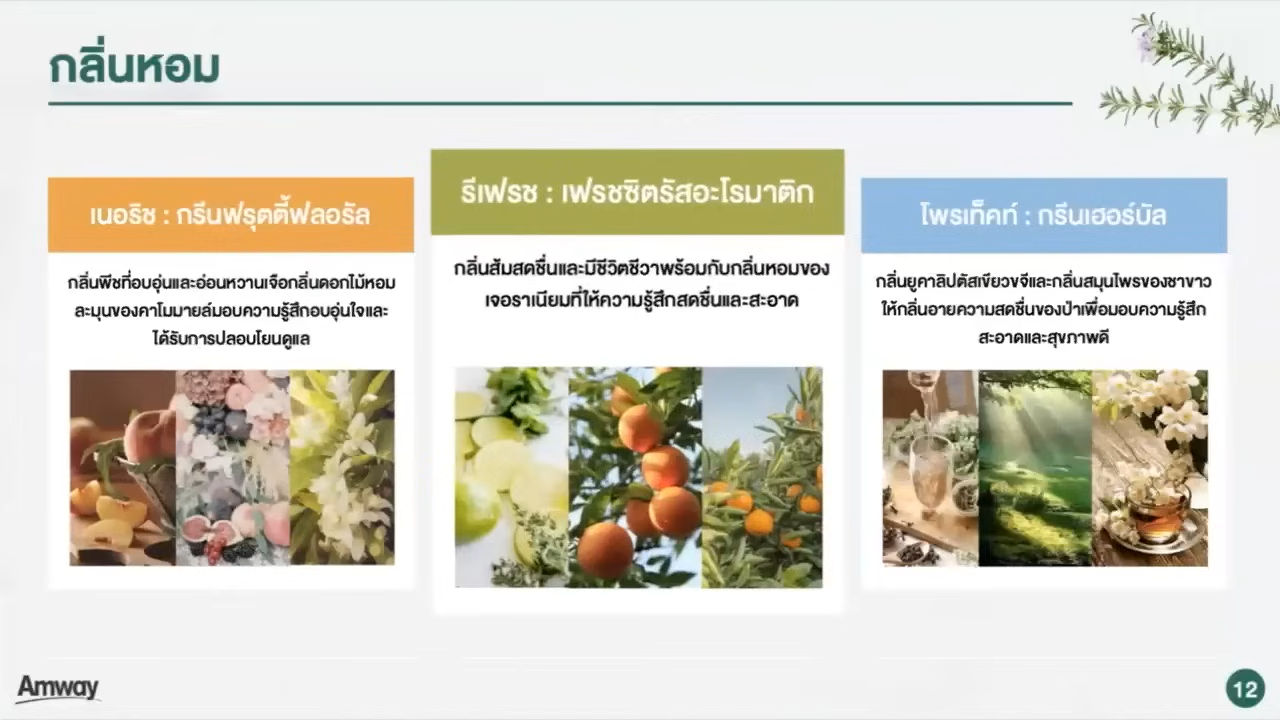 กลิ่นหอม
เนอริช : กรีนฟรุตตี้ฟลอรัล
กลิ่นพีชที่อบอุ่นและอ่อนหวานเจือกลิ่นดอกไม้หอม
ละมุนของคาโมมายล์มอบความรู้สึกอบอุ่นใจและ
ได้รับการปลอบโยนดูแล
รีเฟรช : เฟรชซิตรัสอะโรมาติก
กลิ่นส้มสดชื่นและมีชีวิตชีวาพร้อมกับกลิ่นหอมของ
เจอราเนียมที่ให้ความรู้สึกสดชื่นและสะอาด
โพรเท็คท์ : กรีนเฮอร์บัล
กลิ่นยูคาลิปตัสเขียวขจีและกลิ่นสมุนไพรของชาขาว
ให้กลิ่นอายความสดชื่นของป่าเพื่อมอบความรู้สึก
สะอาดและสุขภาพดี
Amway
12